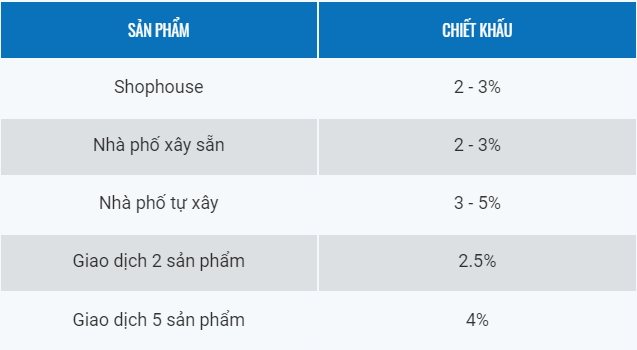 SẢN PHẨM CHIẾT KHẤU
Shophouse 2 - 3%
Nhà phố xây sẵn 2 - 3%
Nhà phố tự xây 3 - 5%
Giao dịch 2 sản phẩm 2.5%
Giao dịch 5 sản phẩm 4%